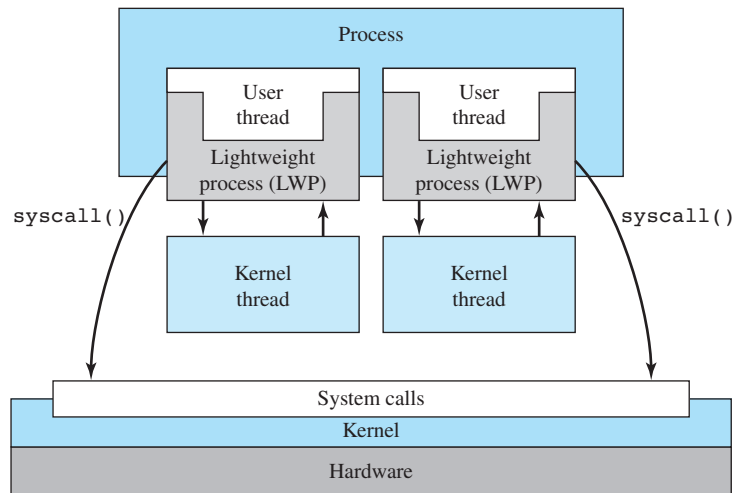 Process
User
thread
User
thread
Lightweight
process (LWP)
Lightweight
process (LWP)
syscall()
syscall()
Kernel
thread
Kernel
thread
System calls
Kernel
Hardware